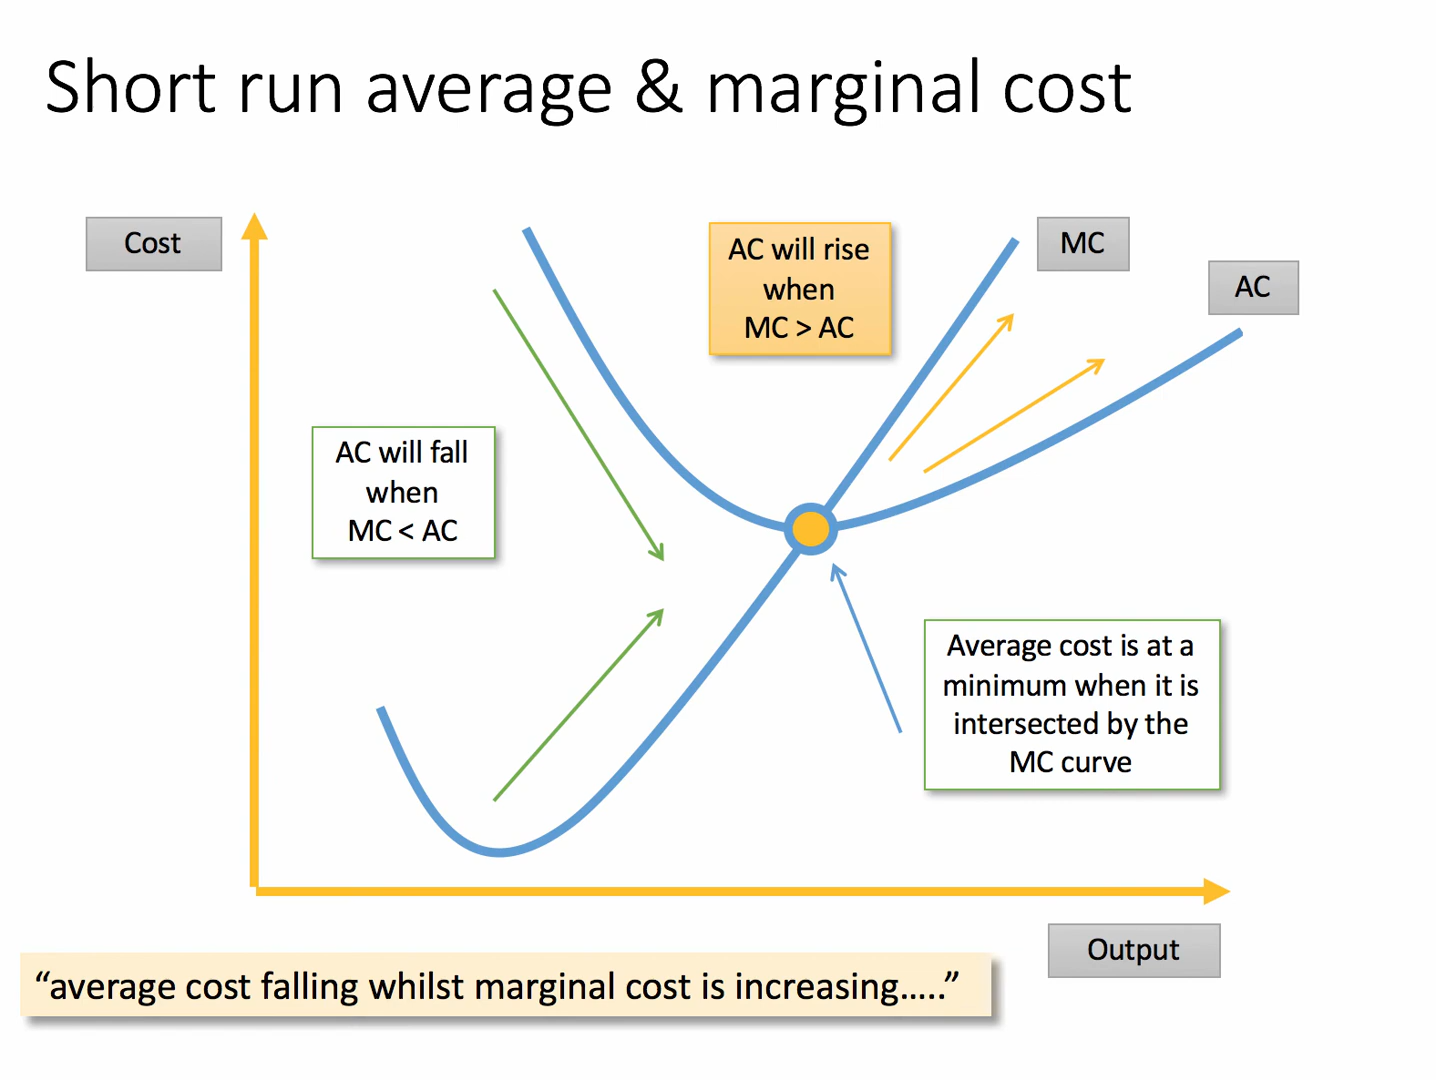 Short run average & marginal cost
Cost
AC will rise
when
MC > AC
MC
AC
AC will fall
when
MC < AC
Average cost is at a
minimum when it is
intersected by the
MC curve
Output
“average cost falling whilst marginal cost is increasing…..”